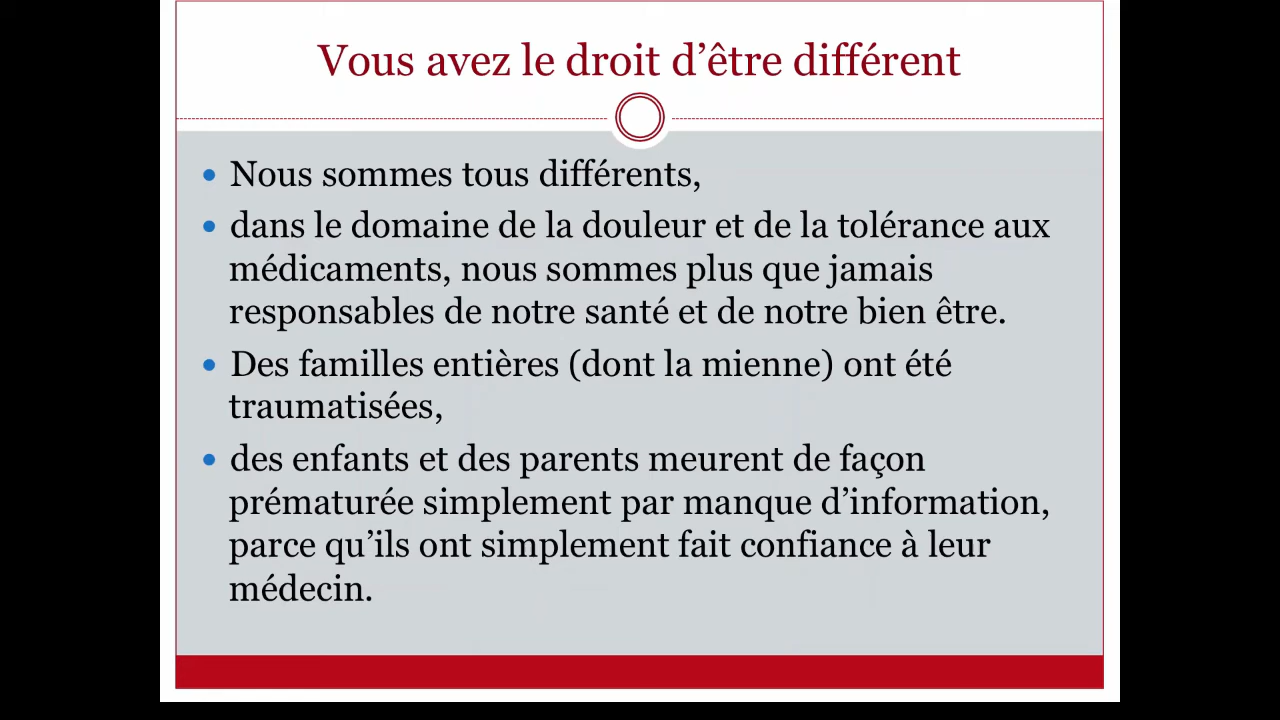 Vous avez le droit d’être différent
• Nous sommes tous différents,
• dans le domaine de la douleur et de la tolérance aux
médicaments, nous sommes plus que jamais
responsables de notre santé et de notre bien être.
• Des familles entières (dont la mienne) ont été
traumatisées,
• des enfants et des parents meurent de façon
prématurée simplement par manque d’information,
parce qu’ils ont simplement fait confiance à leur
médecin.